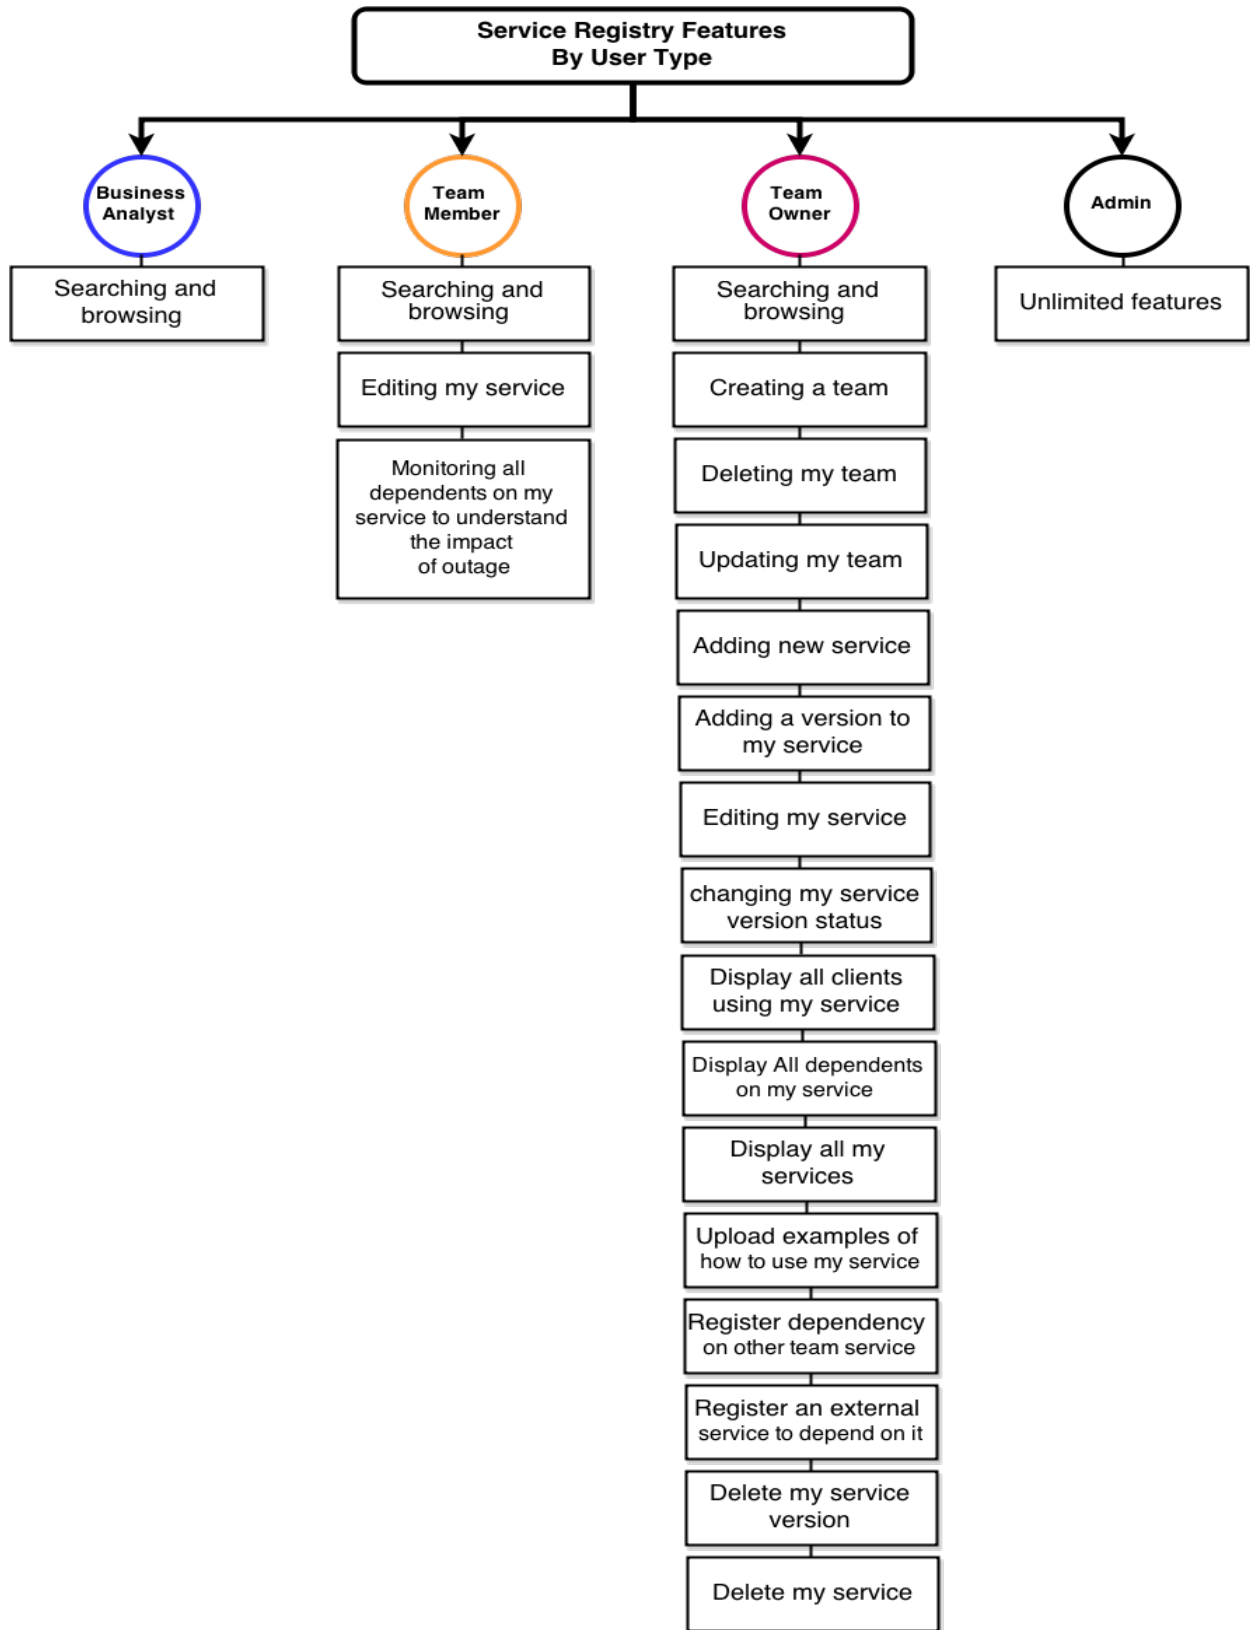 Service Registry Features
By User Type
Business
Analyst
Team
Member
Team
Owner
Admin
Searching and
browsing
Searching and
browsing
Editing my service
Monitoring all
dependents on my
service to understand
the impact
of outage
Searching and
browsing
Creating a team
Deleting my team
Updating my team
Adding new service
Adding a version to
my service
Editing my service
changing my service
version status
Display all clients
using my service
Display All dependents
on my service
Display all my
services
Upload examples of
how to use my service
Register dependency
on other team service
Register an external
service to depend on it
Delete my service
version
Delete my service
Unlimited features